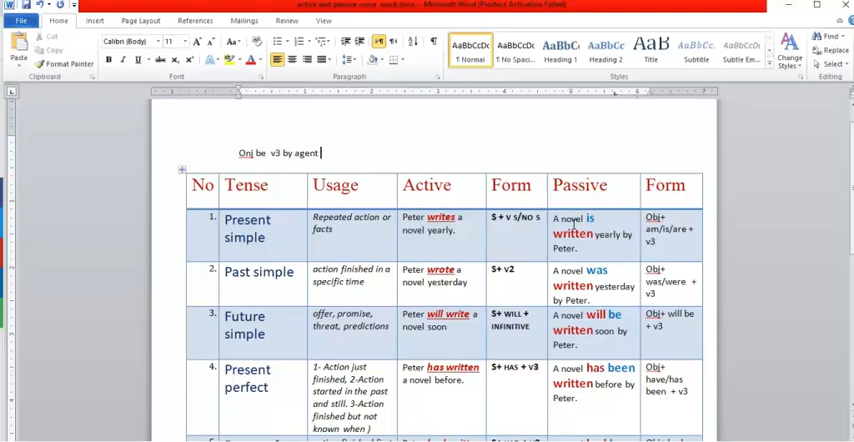 active and passive voice word.docx - Microsoft Word (Product Activation Failed)
File Home Insert Page Layout References Mailings Review View
Cut
Copy
Paste
Format Painter
Clipboard
Calibri (Body) 11
Font
Paragraph
AaBbCcDc AaBbCcDc AaBbC AaBbCc AaB AaBbCc. AaBbCcDc
¶ Normal ¶ No Spaci... Heading 1 Heading 2 Title Subtitle Subtle Em...
Change
Styles
Styles
Find
Replace
Select
Editing
Onj be v3 by agent
No Tense Usage Active Form Passive Form
1. Present simple
Repeated action or
facts
Peter writes a
novel yearly.
S + V S/NO S
A novel is
written yearly by
Peter.
Obj+
am/is/are +
v3
2. Past simple
action finished in a
specific time
Peter wrote a
novel yesterday
S+ V2
A novel was
written yesterday
by Peter.
Obj+
was/were +
v3
3. Future
simple
offer, promise,
threat, predictions
Peter will write a
novel soon
S+ WILL +
INFINITIVE
A novel will be
written soon by
Peter.
Obj+ will be
+ v3
4. Present
perfect
1- Action just
finished, 2-Action
started in the past
and still. 3-Action
finished but not
known when )
Peter has written
a novel before.
S+ HAS + V3
A novel has been
written before by
Peter.
Obj+
have/has
been + v3